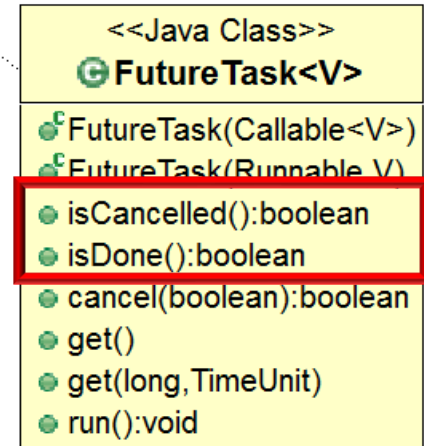 <<Java Class>>
FutureTask<V>
FutureTask(Callable<V>)
FutureTask(Runnable,V)
isCancelled():boolean
isDone():boolean
cancel(boolean):boolean
get()
get(long,TimeUnit)
run():void